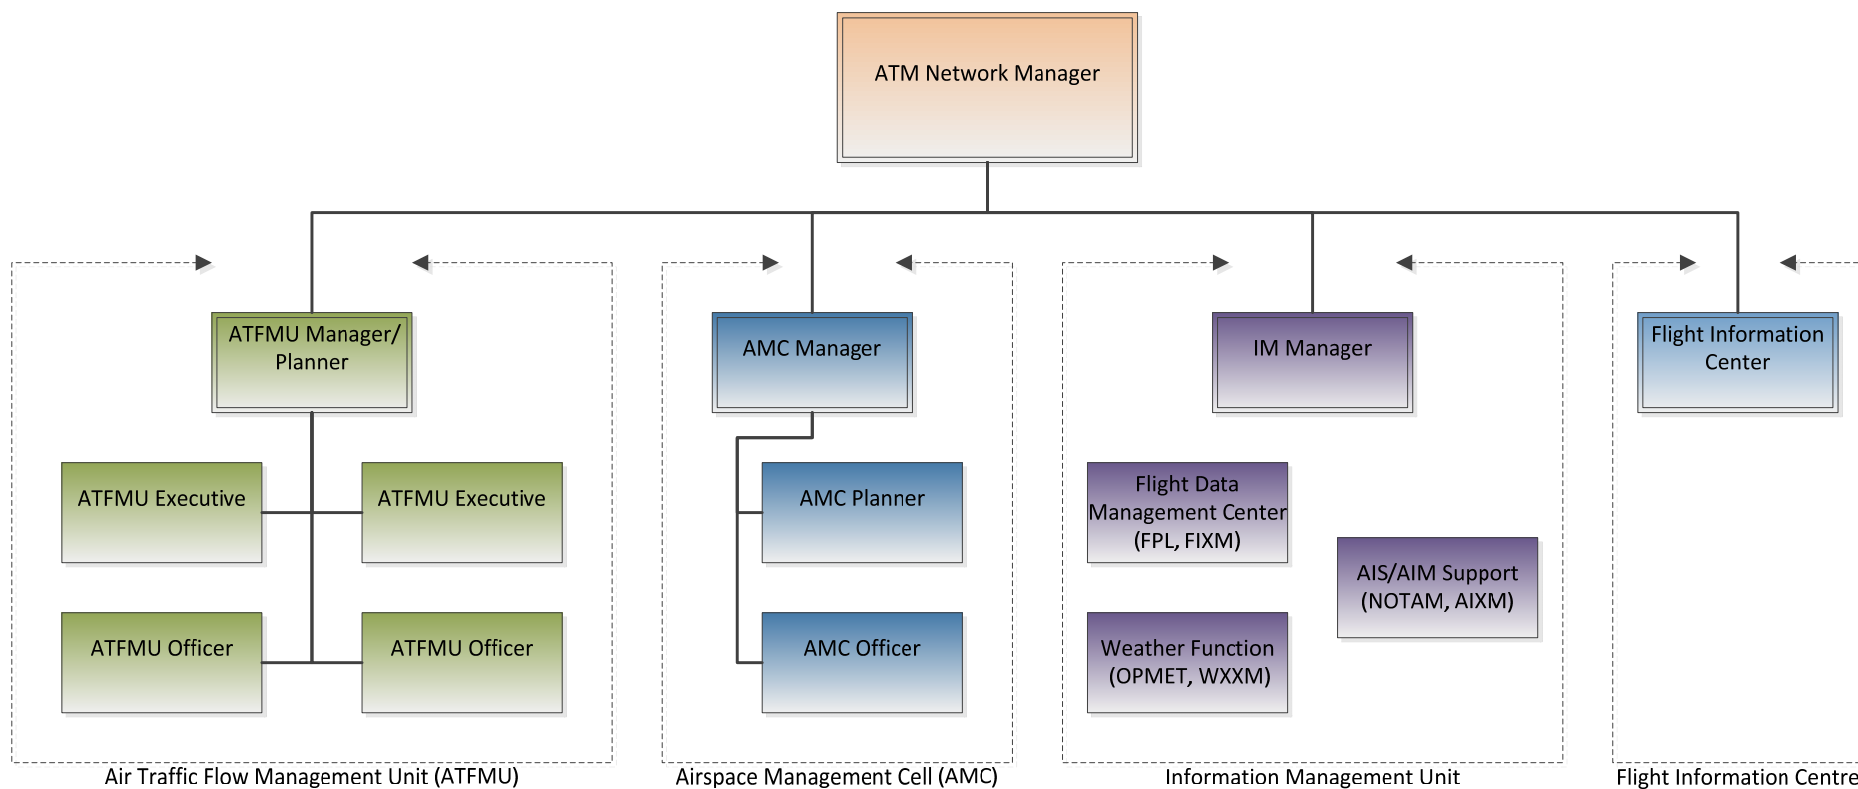 ATM Network Manager
ATFMU Manager/
Planner
AMC Manager
IM Manager
Flight Information
Center
ATFMU Executive
ATFMU Executive
AMC Planner
Flight Data
Management Center
(FPL, FIXM)
AIS/AIM Support
(NOTAM, AIXM)
ATFMU Officer
ATFMU Officer
AMC Officer
Weather Function
(OPMET, WXXM)
Air Traffic Flow Management Unit (ATFMU)
Airspace Management Cell (AMC)
Information Management Unit
Flight Information Centre